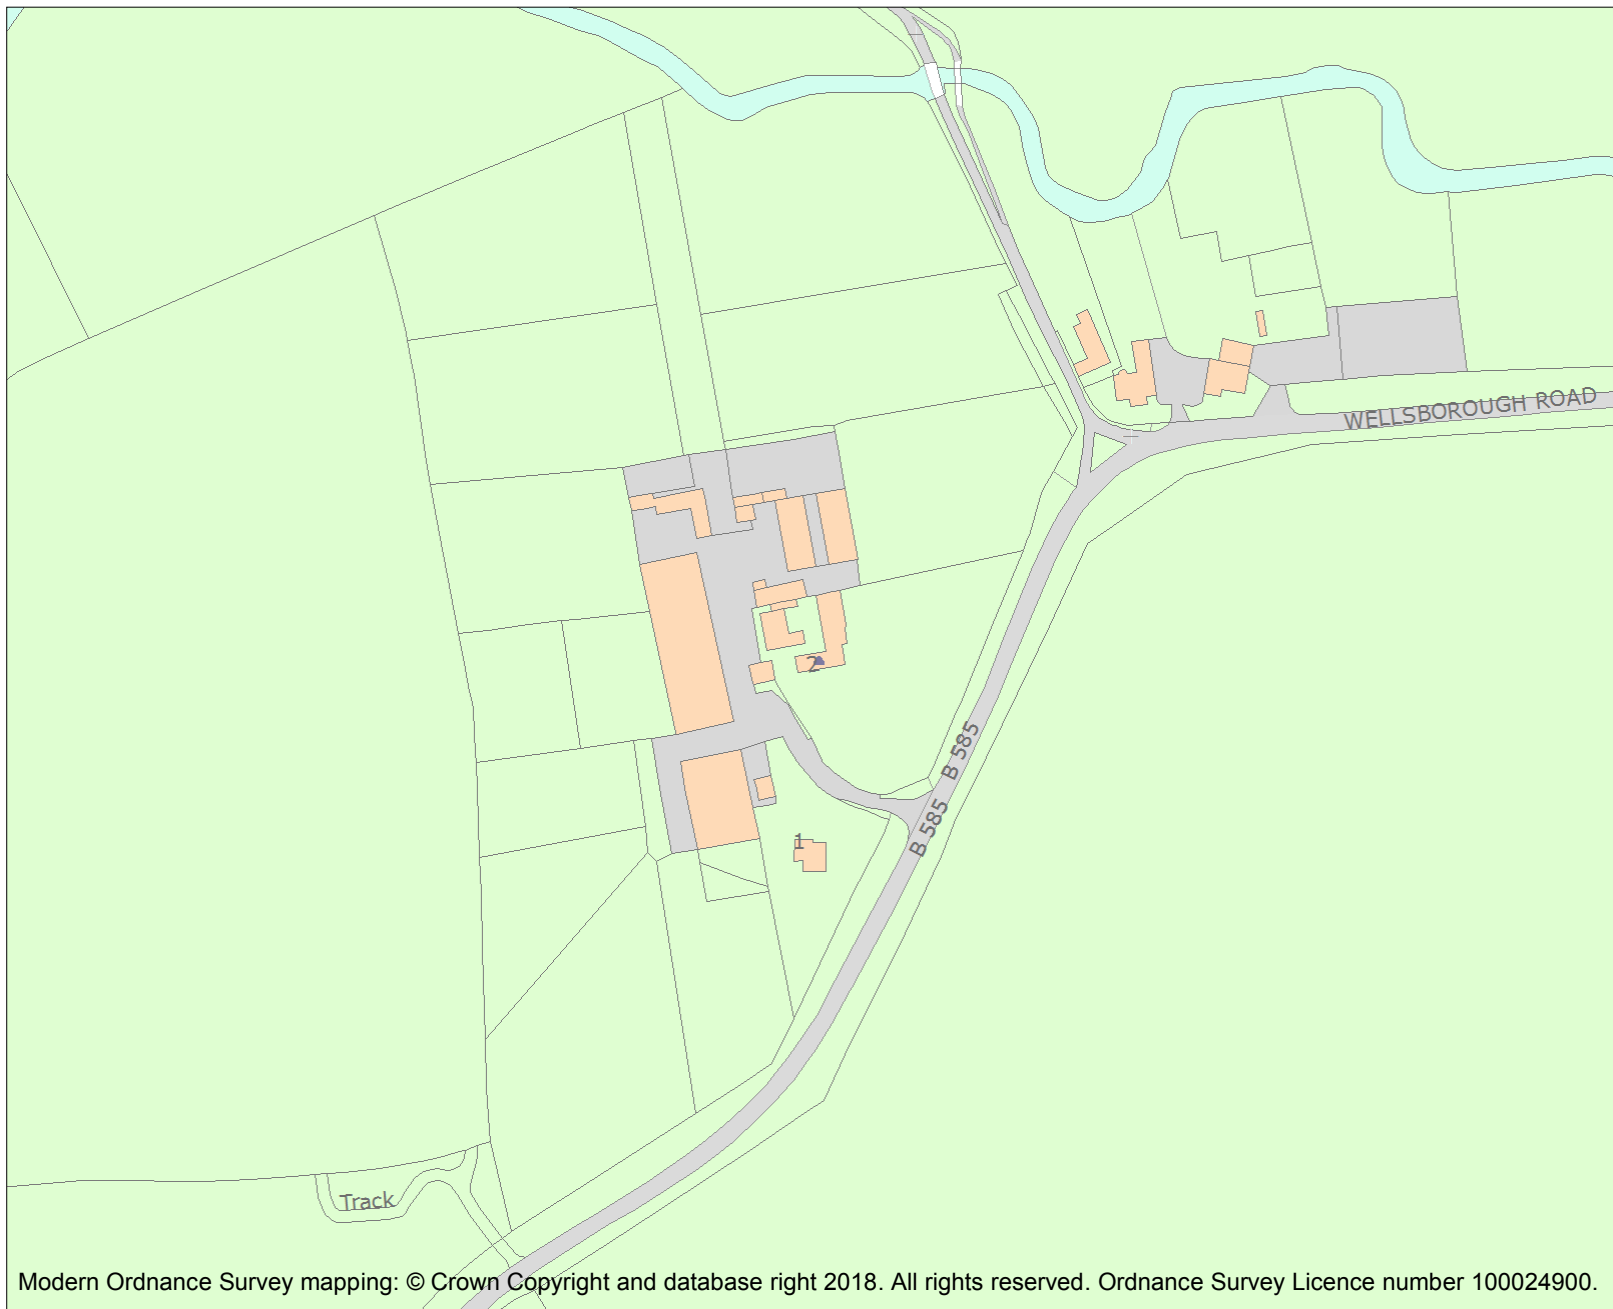 WELLSBOROUGH ROAD
2
B 585
B 585
1
Track
Modern Ordnance Survey mapping: © Crown Copyright and database right 2018. All rights reserved. Ordnance Survey Licence number 100024900.